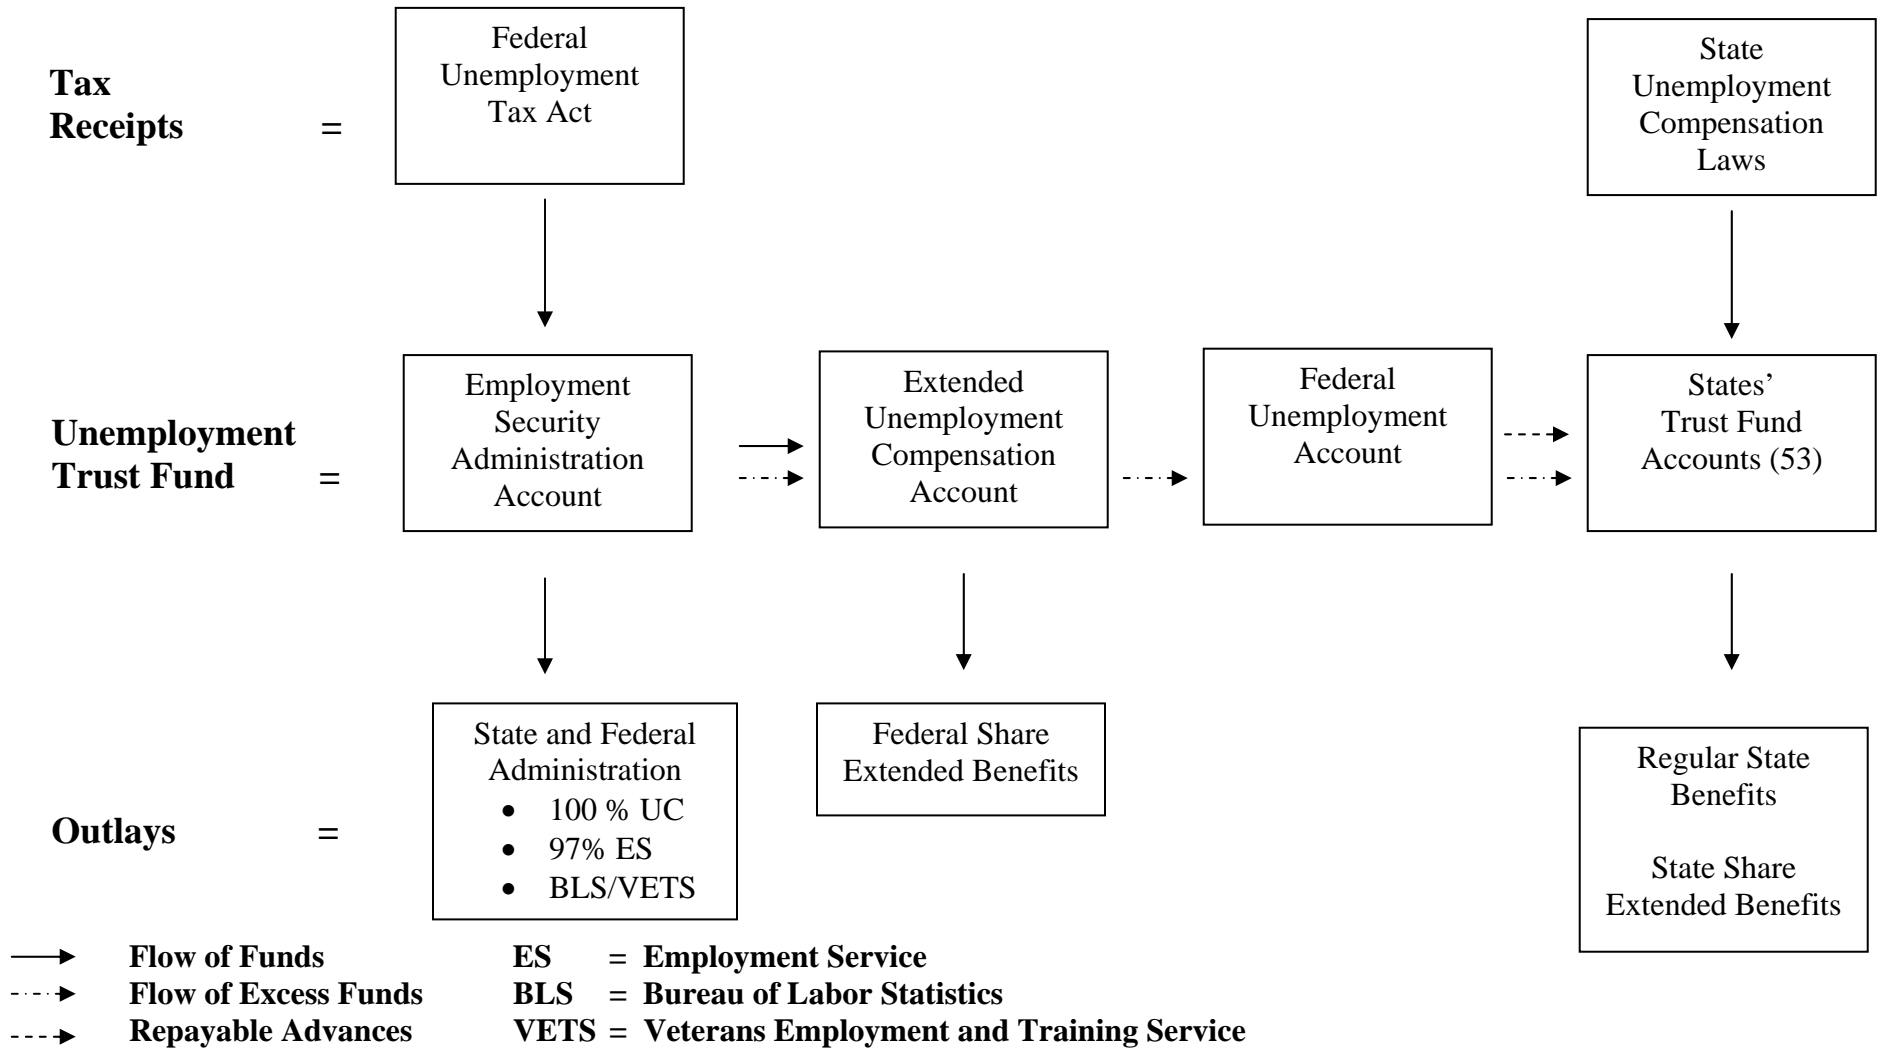 Tax
Receipts =
Federal
Unemployment
Tax Act
State
Unemployment
Compensation
Laws
Unemployment
Trust Fund =
Employment
Security
Administration
Account
Extended
Unemployment
Compensation
Account
Federal
Unemployment
Account
States’
Trust Fund
Accounts (53)
Outlays =
State and Federal
Administration
• 100 % UC
• 97% ES
• BLS/VETS
Federal Share
Extended Benefits
Regular State
Benefits
State Share
Extended Benefits
Flow of Funds
Flow of Excess Funds
Repayable Advances
ES = Employment Service
BLS = Bureau of Labor Statistics
VETS = Veterans Employment and Training Service